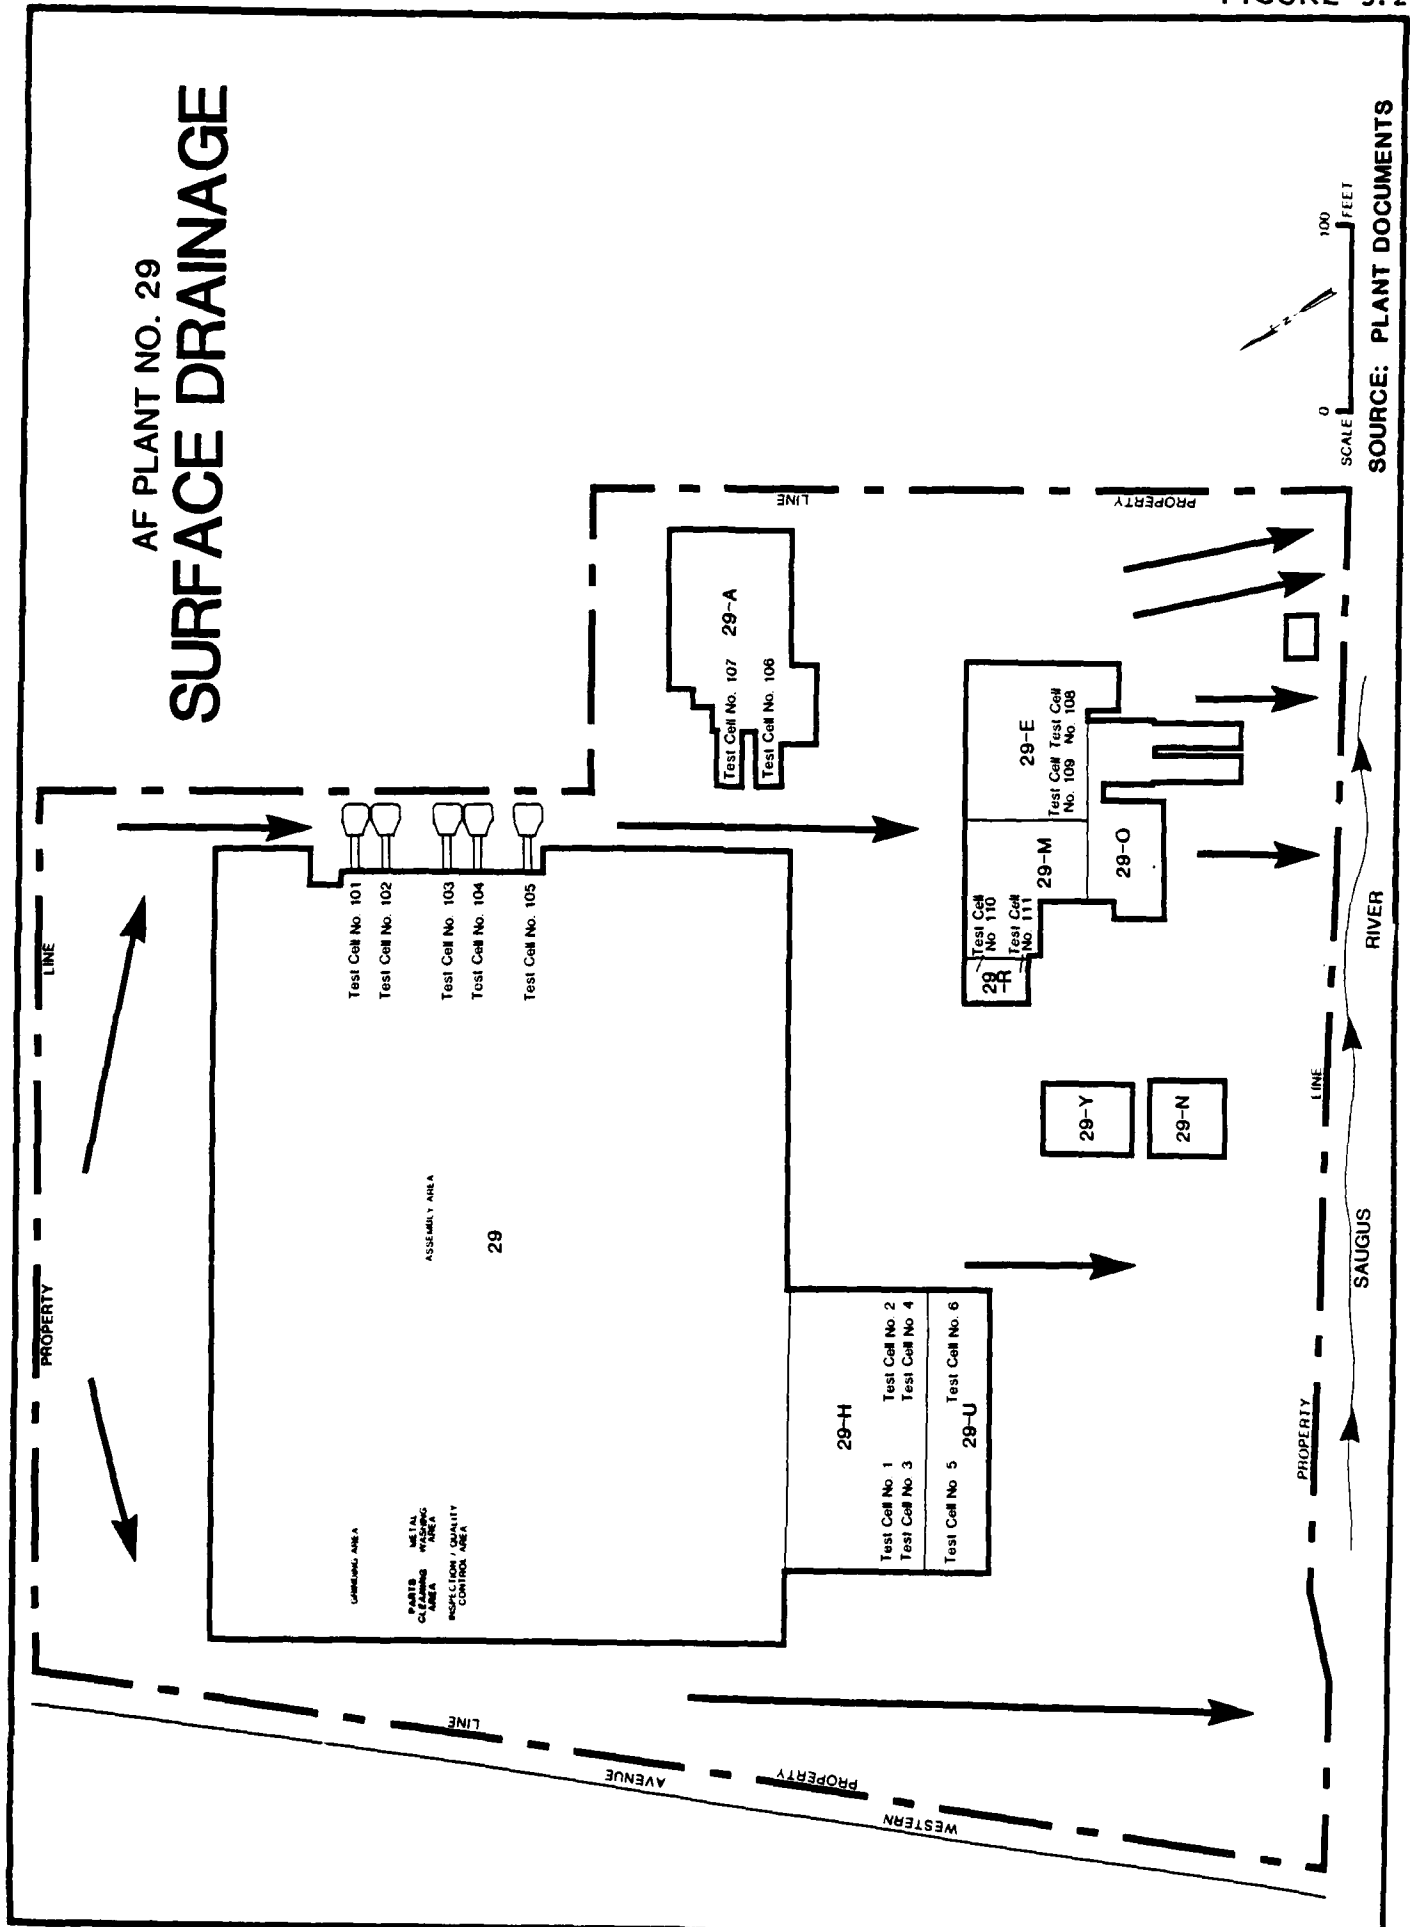 FIGURE 3.2
AF PLANT NO. 29
SURFACE DRAINAGE
PROPERTY
LINE
Test Cell No. 101
Test Cell No. 102
Test Cell No. 103
Test Cell No. 104
Test Cell No. 105
ASSEMBLY AREA
29
GRINDING AREA
PARTS
CLEANING
AREA
METAL
WASHING
AREA
INSPECTION / QUALITY
CONTROL AREA
LINE
PROPERTY
WESTERN
AVENUE
29-H
Test Cell No. 1
Test Cell No. 2
Test Cell No. 3
Test Cell No 4
Test Cell No 5
Test Cell No. 6
29-U
29-A
Test Cell No. 107
Test Cell No. 106
LINE
PROPERTY
29-E
Test Cell
No. 109
Test Cell
No. 108
29-M
29-O
Test Cell
No 110
Test Cell
No. 111
29
-R
29-Y
29-N
PROPERTY
LINE
SAUGUS
RIVER
N
SCALE
0
100
FEET
SOURCE: PLANT DOCUMENTS